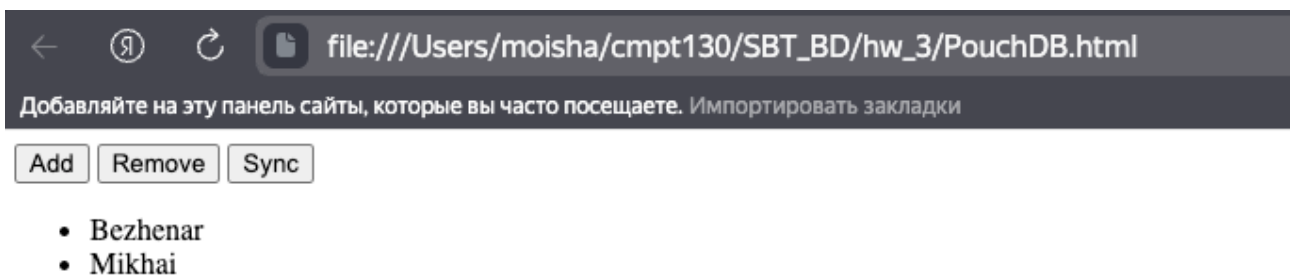 Я file:///Users/moisha/cmpt130/SBT_BD/hw_3/PouchDB.html
Добавляйте на эту панель сайты, которые вы часто посещаете. Импортировать закладки
Add Remove Sync
• Bezhenar
• Mikhai